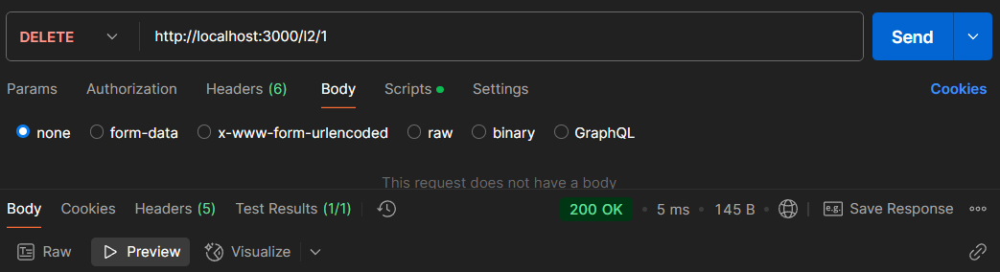 DELETE http://localhost:3000/l2/1 Send
Params Authorization Headers (6) Body Scripts Settings Cookies
none form-data x-www-form-urlencoded raw binary GraphQL
This request does not have a body
Body Cookies Headers (5) Test Results (1/1) 200 OK 5 ms 145 B e.g. Save Response
Raw Preview Visualize